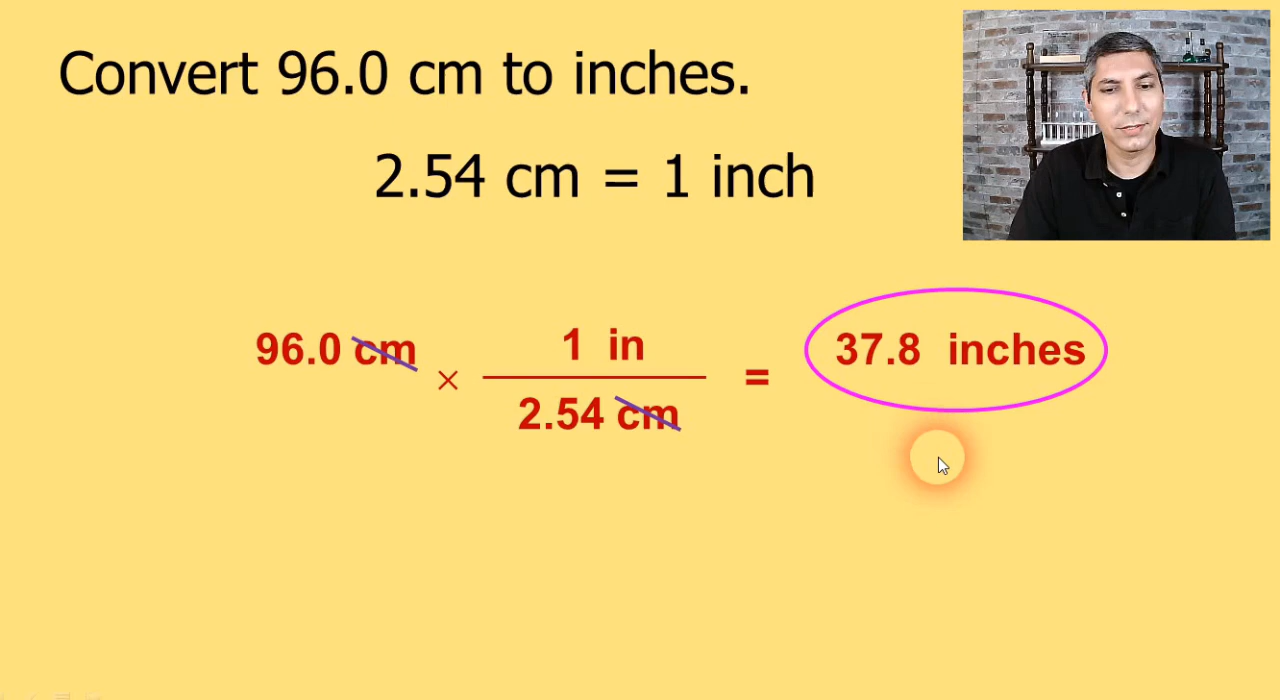 Convert 96.0 cm to inches.
2.54 cm = 1 inch
96.0 cm × 1 in / 2.54 cm = 37.8 inches